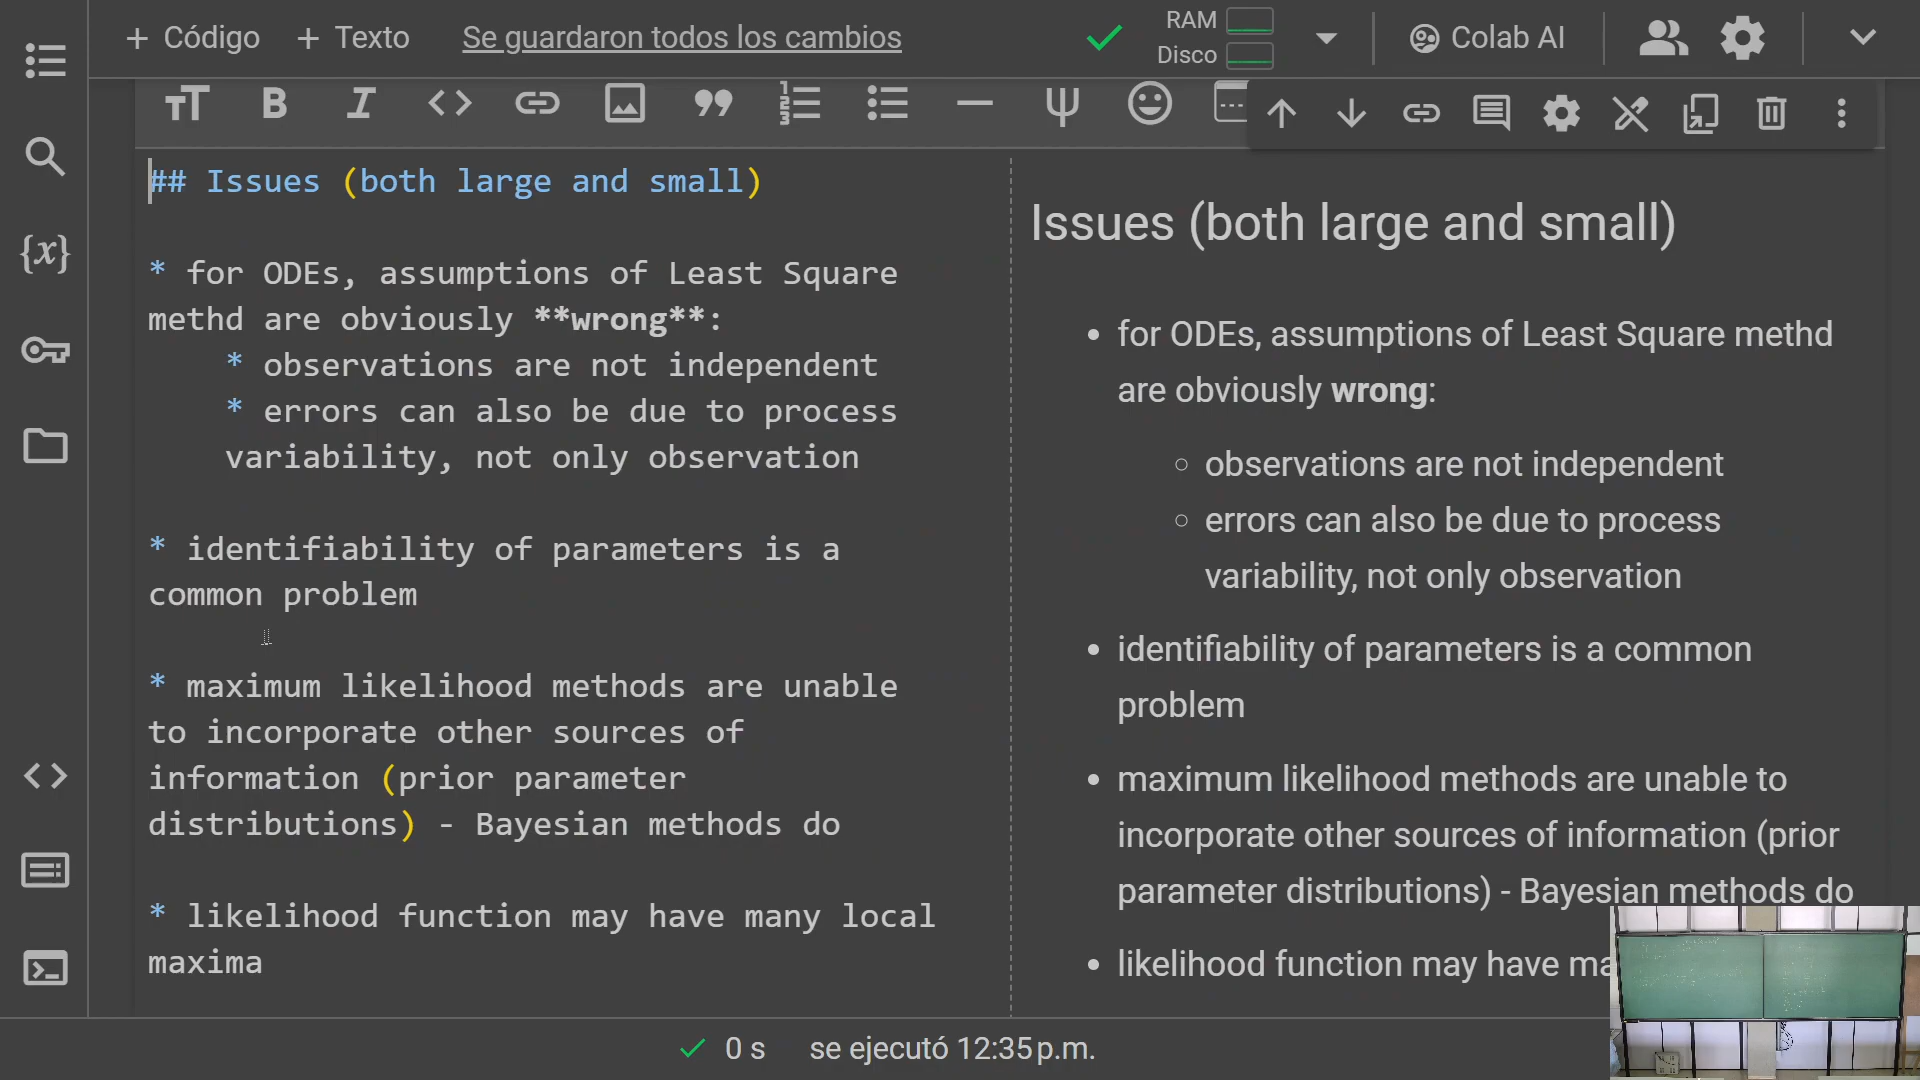 + Código + Texto Se guardaron todos los cambios
RAM
Disco
Colab AI
## Issues (both large and small)
* for ODEs, assumptions of Least Square
methd are obviously **wrong**:
* observations are not independent
* errors can also be due to process
variability, not only observation
* identifiability of parameters is a
common problem
* maximum likelihood methods are unable
to incorporate other sources of
information (prior parameter
distributions) - Bayesian methods do
* likelihood function may have many local
maxima
Issues (both large and small)
• for ODEs, assumptions of Least Square methd
are obviously wrong:
○ observations are not independent
○ errors can also be due to process
variability, not only observation
• identifiability of parameters is a common
problem
• maximum likelihood methods are unable to
incorporate other sources of information (prior
parameter distributions) - Bayesian methods do
• likelihood function may have
0 s se ejecutó 12:35 p.m.